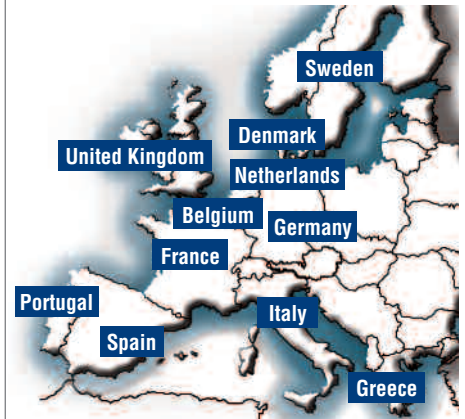 Sweden
Denmark
United Kingdom
Netherlands
Belgium
Germany
France
Portugal
Italy
Spain
Greece